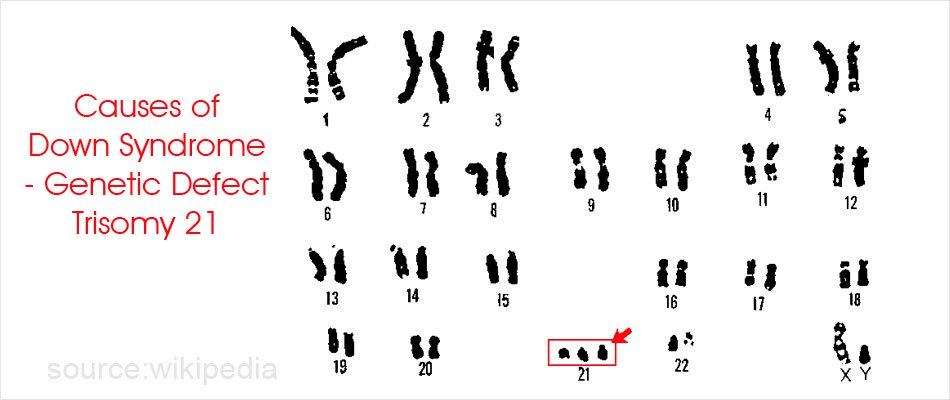 Causes of
Down Syndrome
- Genetic Defect
Trisomy 21
1 2 3 4 5
6 7 8 9 10 11 12
13 14 15 16 17 18
19 20 21 22 X Y
source:wikipedia